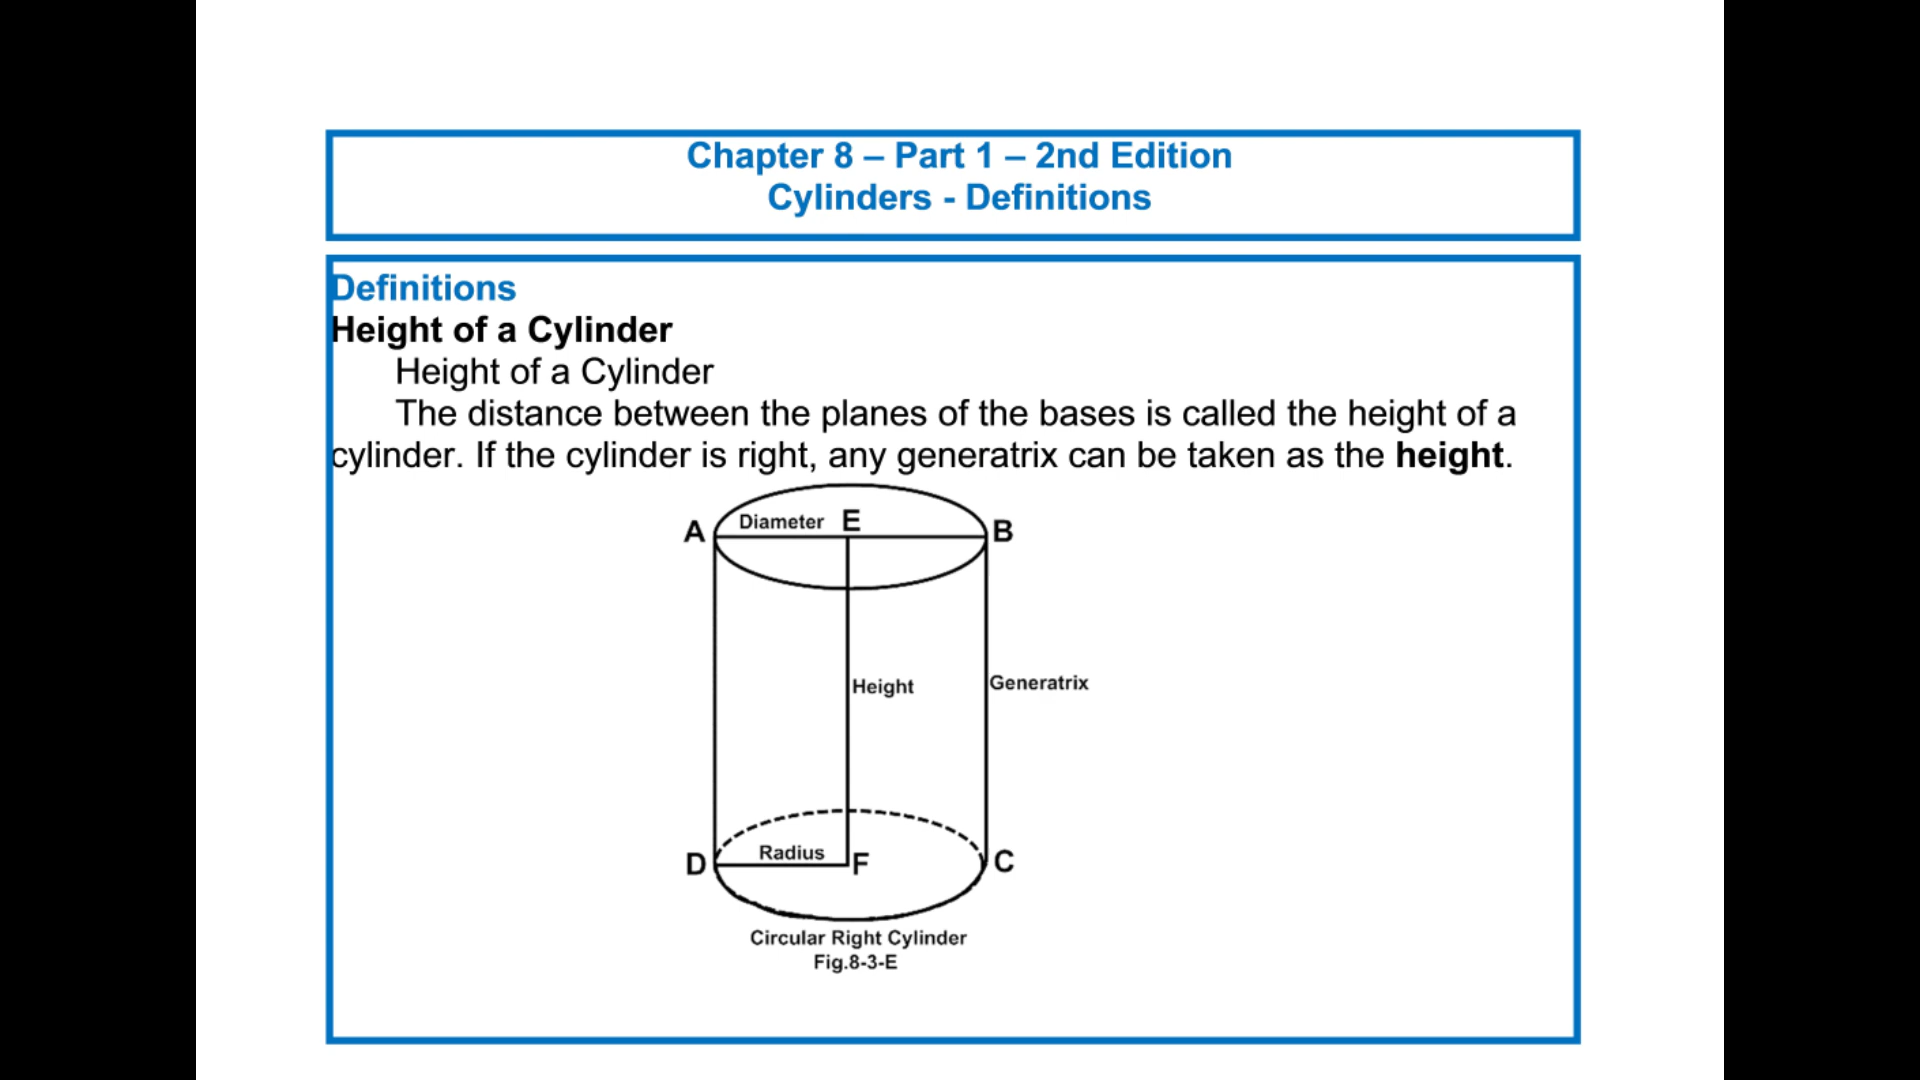 Chapter 8 – Part 1 – 2nd Edition
Cylinders - Definitions
Definitions
Height of a Cylinder
Height of a Cylinder
The distance between the planes of the bases is called the height of a
cylinder. If the cylinder is right, any generatrix can be taken as the height.
A Diameter E B
Height Generatrix
D Radius F C
Circular Right Cylinder
Fig.8-3-E